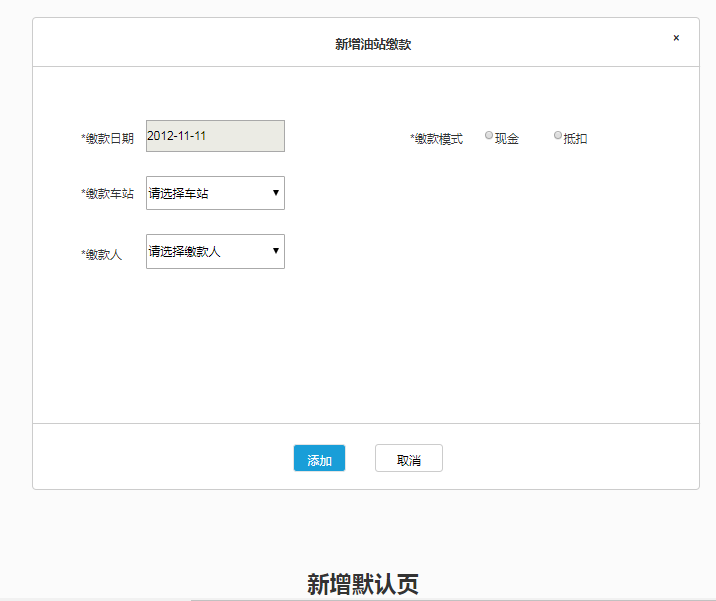 新增油站缴款 ×
*缴款日期 2012-11-11 *缴款模式 现金 抵扣
*缴款车站 请选择车站
*缴款人 请选择缴款人
添加 取消
新增默认页